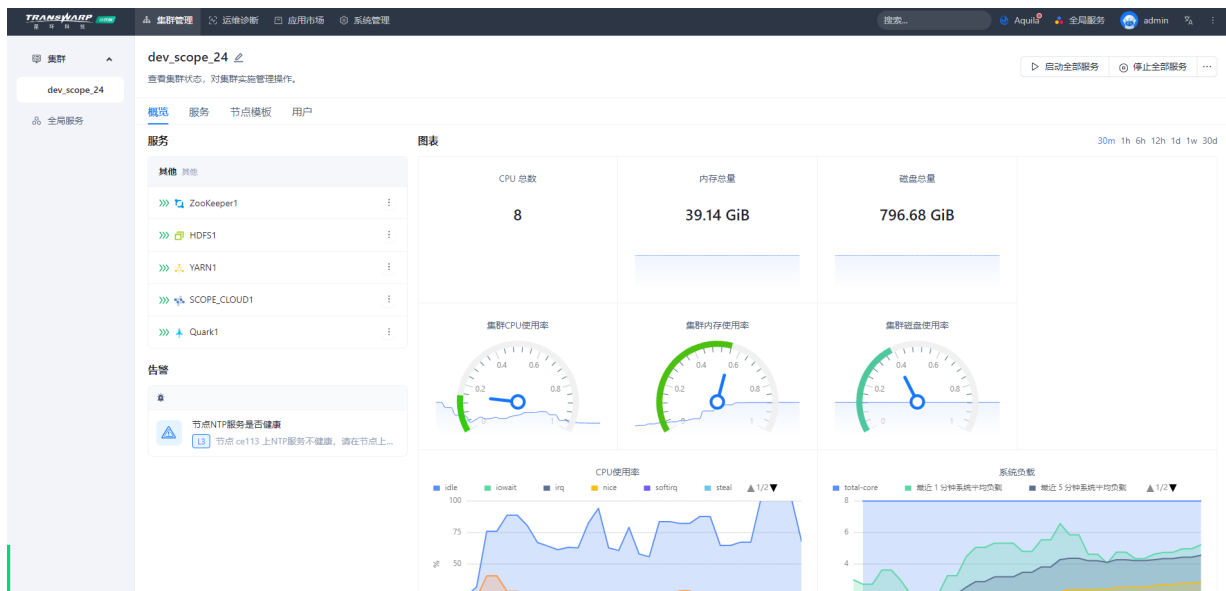 TRANSWARP 社区版
星 环 科 技
集群管理
运维诊断
应用市场
系统管理
搜索...
Aquila
全局服务
admin
集群
dev_scope_24
全局服务
dev_scope_24
查看集群状态，对集群实施管理操作。
启动全部服务
停止全部服务
概览 服务 节点模板 用户
服务
其他 其他
ZooKeeper1
HDFS1
YARN1
SCOPE_CLOUD1
Quark1
告警
节点NTP服务是否健康
L3 节点 ce113 上NTP服务不健康，请在节点上...
图表
30m 1h 6h 12h 1d 1w 30d
CPU 总数
8
内存总量
39.14 GiB
磁盘总量
796.68 GiB
集群CPU使用率
0 0.2 0.4 0.6 0.8 1
集群内存使用率
0 0.2 0.4 0.6 0.8 1
集群磁盘使用率
0 0.2 0.4 0.6 0.8 1
CPU使用率
idle iowait irq nice softirq steal 1/2
100
75
50
%
系统负载
total-core 最近 1 分钟系统平均负载 最近 5 分钟系统平均负载 1/2
8
6
4